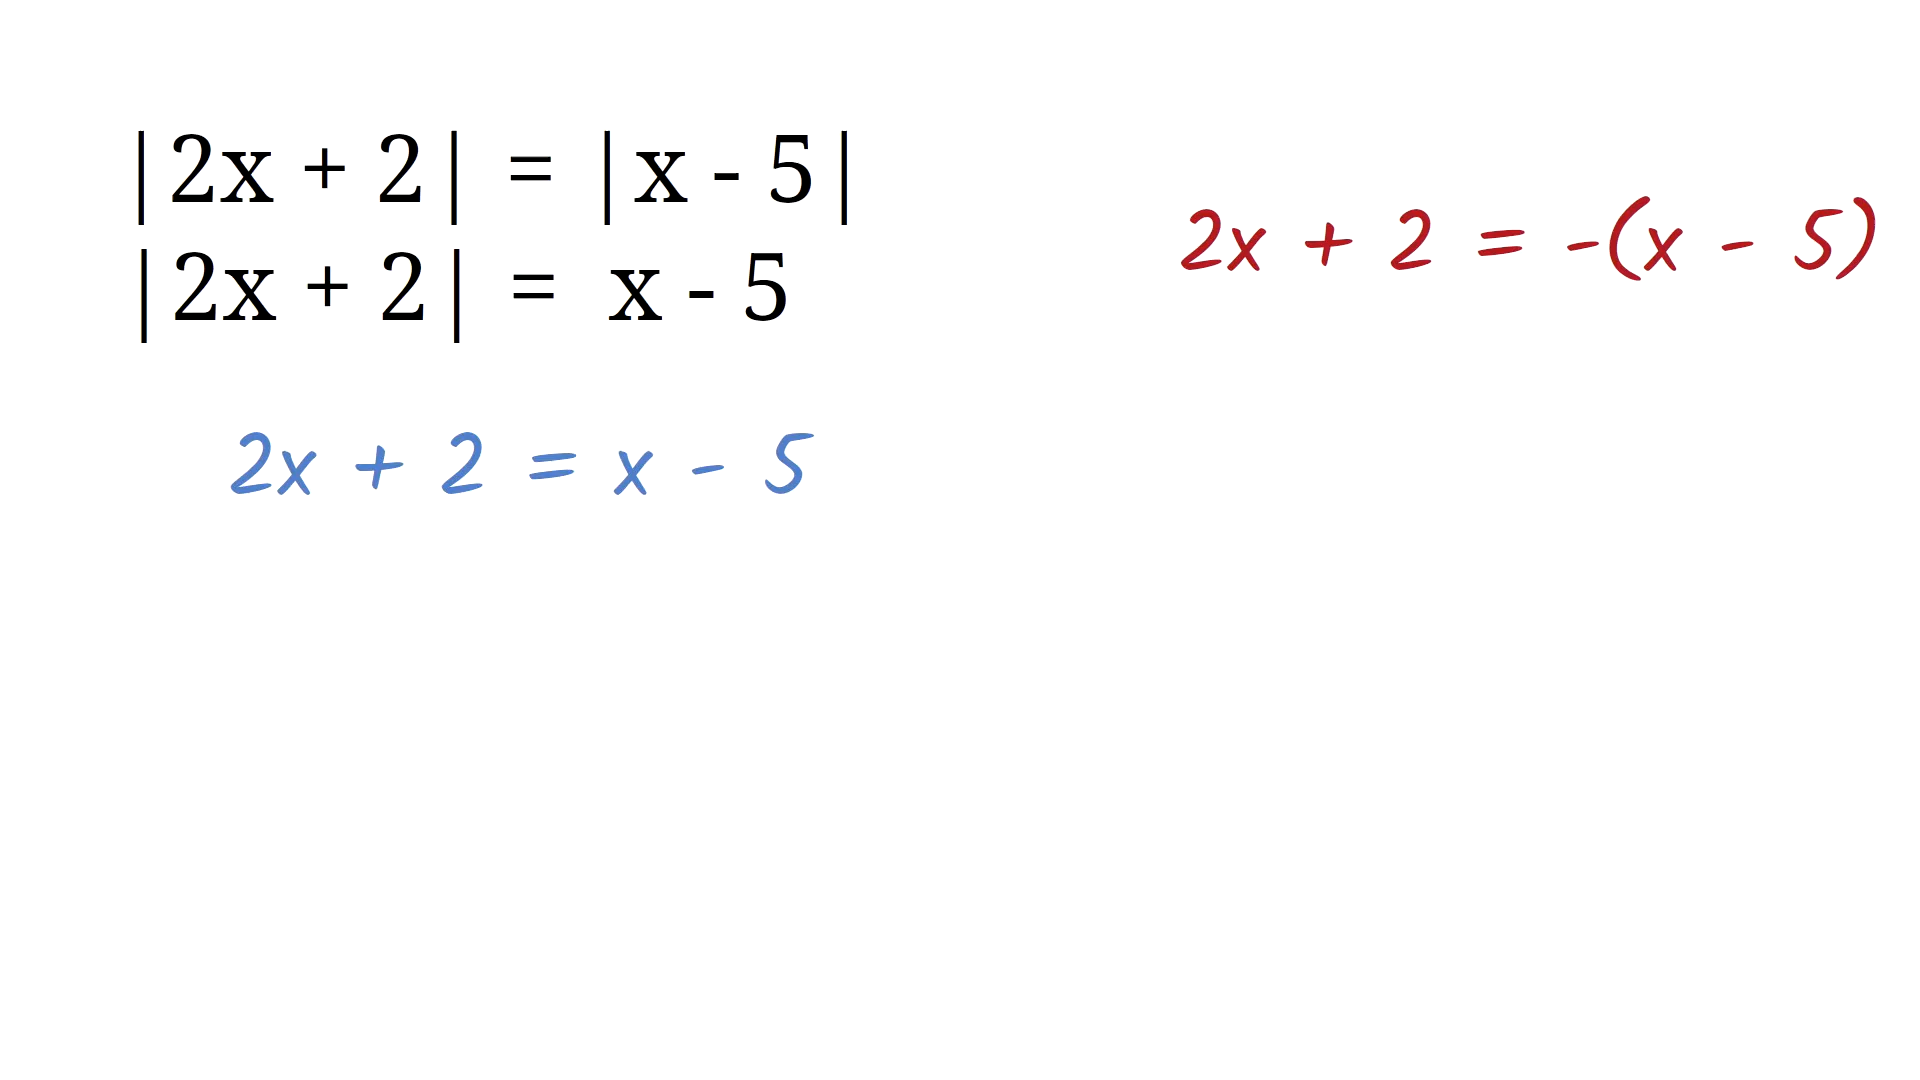 |2x + 2| = |x - 5|
|2x + 2| = x - 5
2x + 2 = x - 5
2x + 2 = -(x - 5)